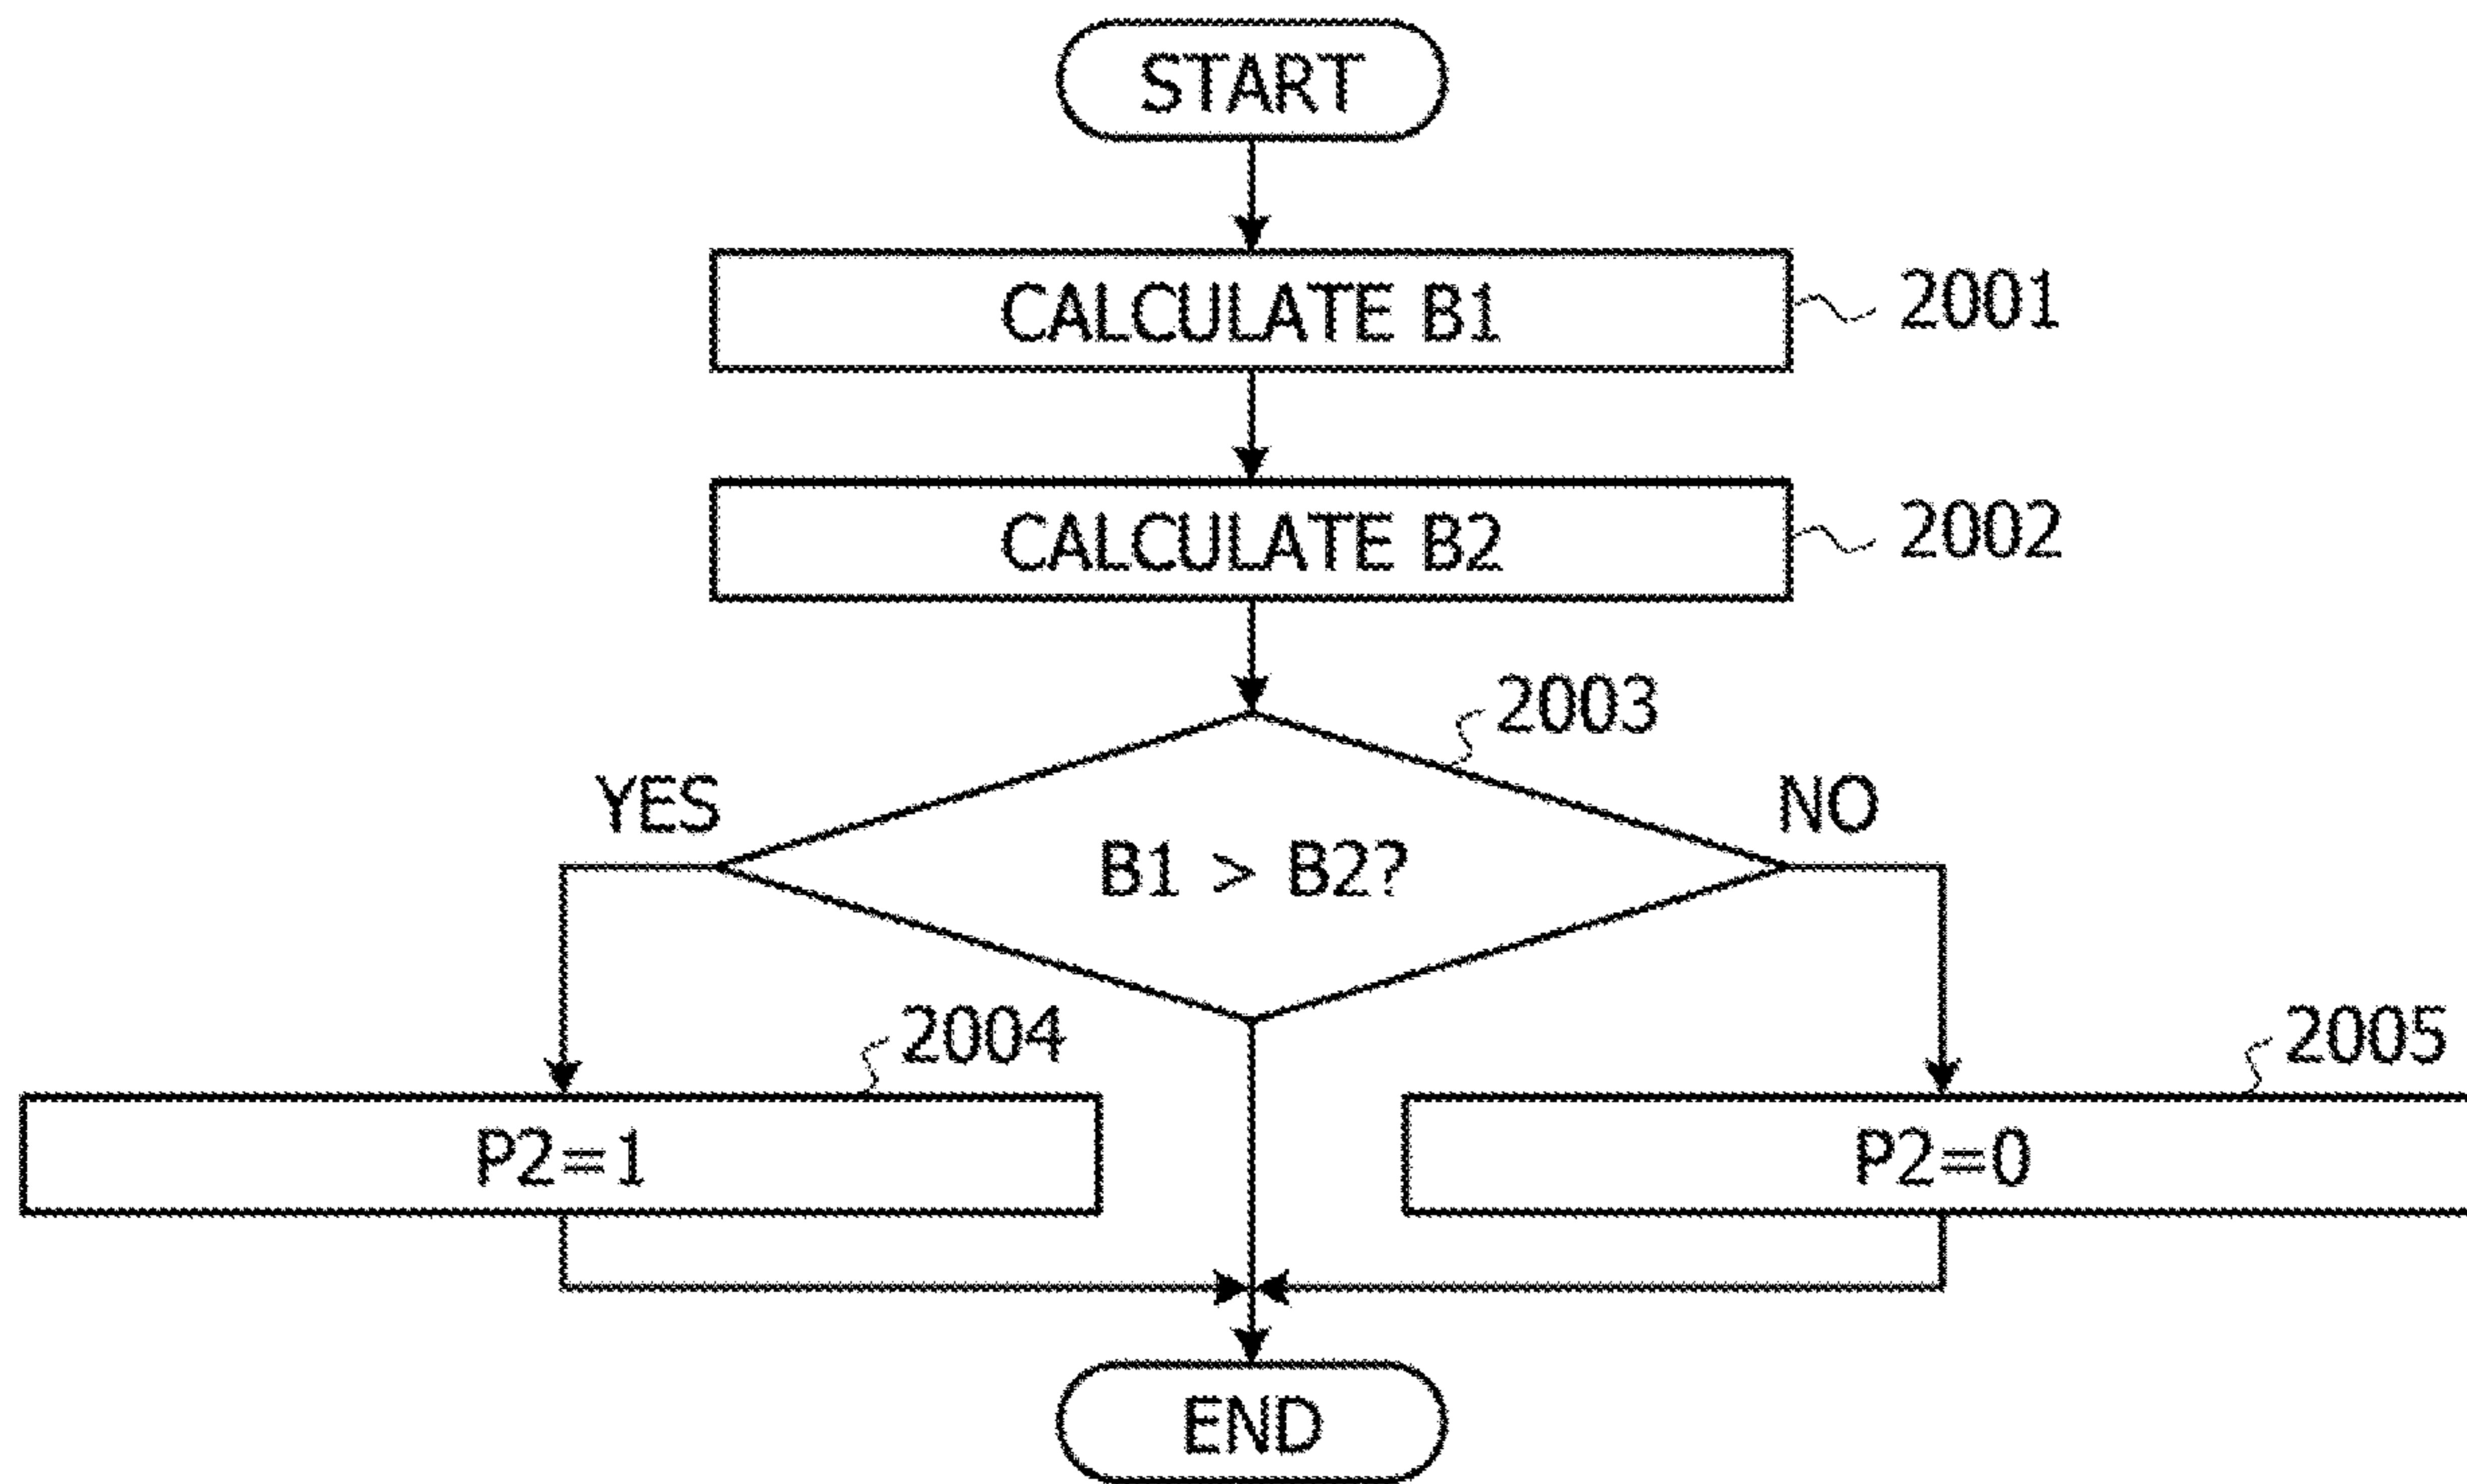 START
CALCULATE B1
2001
CALCULATE B2
2002
2003
YES
NO
B1 > B2?
2004
2005
P2=1
P2=0
END